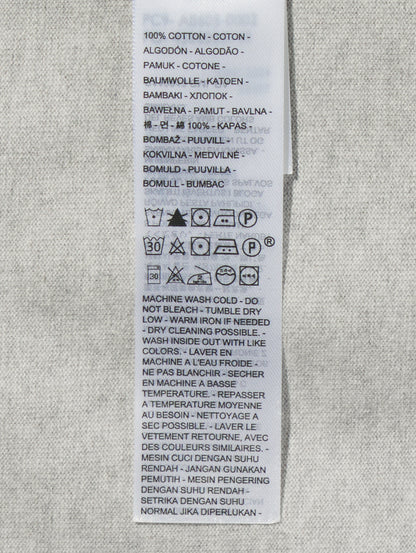 100% COTTON - COTON -
ALGODÓN - ALGODÃO -
PAMUK - COTONE -
BAUMWOLLE - KATOEN -
BAMBAKI - ХЛОПОК -
BAWEŁNA - PAMUT - BAVLNA -
棉 - 면 - 綿 100% - KAPAS -
BOMBAŽ - PUUVILL -
KOKVILNA - MEDVILNĖ -
BOMULD - PUUVILLA -
BOMULL - BUMBAC
P
30 P ®
30
MACHINE WASH COLD - DO
NOT BLEACH - TUMBLE DRY
LOW - WARM IRON IF NEEDED
- DRY CLEANING POSSIBLE. -
WASH INSIDE OUT WITH LIKE
COLORS. - LAVER EN
MACHINE A L'EAU FROIDE -
NE PAS BLANCHIR - SECHER
EN MACHINE A BASSE
TEMPERATURE. - REPASSER
A TEMPERATURE MOYENNE
AU BESOIN - NETTOYAGE A
SEC POSSIBLE. - LAVER LE
VETEMENT RETOURNE, AVEC
DES COULEURS SIMILAIRES. -
MESIN CUCI DENGAN SUHU
RENDAH - JANGAN GUNAKAN
PEMUTIH - MESIN PENGERING
DENGAN SUHU RENDAH -
SETRIKA DENGAN SUHU
NORMAL JIKA DIPERLUKAN -